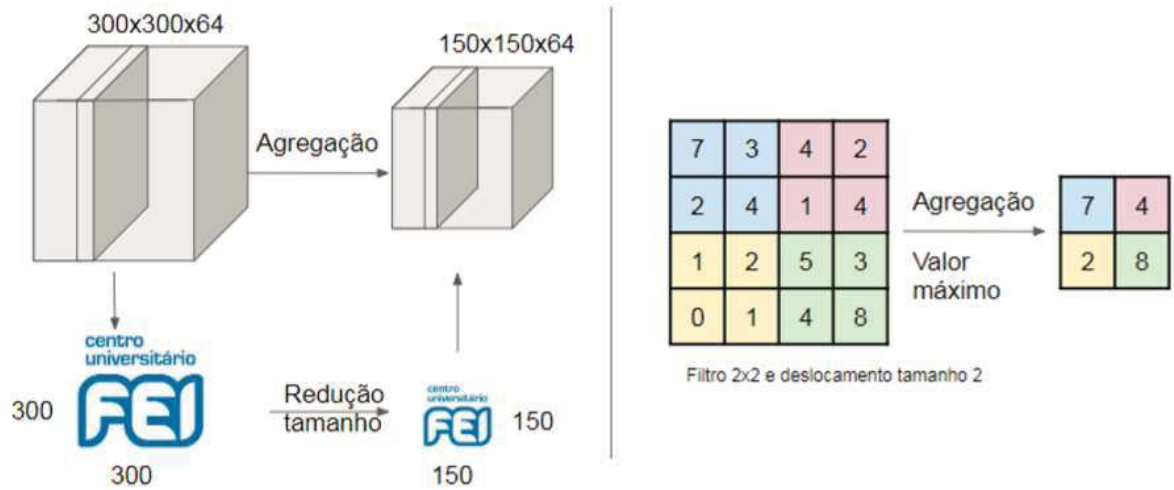 300x300x64
150x150x64
Agregação
centro
universitário
FEI
300
300
Redução
tamanho
centro
universitário
FEI
150
150
7 3 4 2
2 4 1 4
1 2 5 3
0 1 4 8
Agregação
Valor
máximo
7 4
2 8
Filtro 2x2 e deslocamento tamanho 2